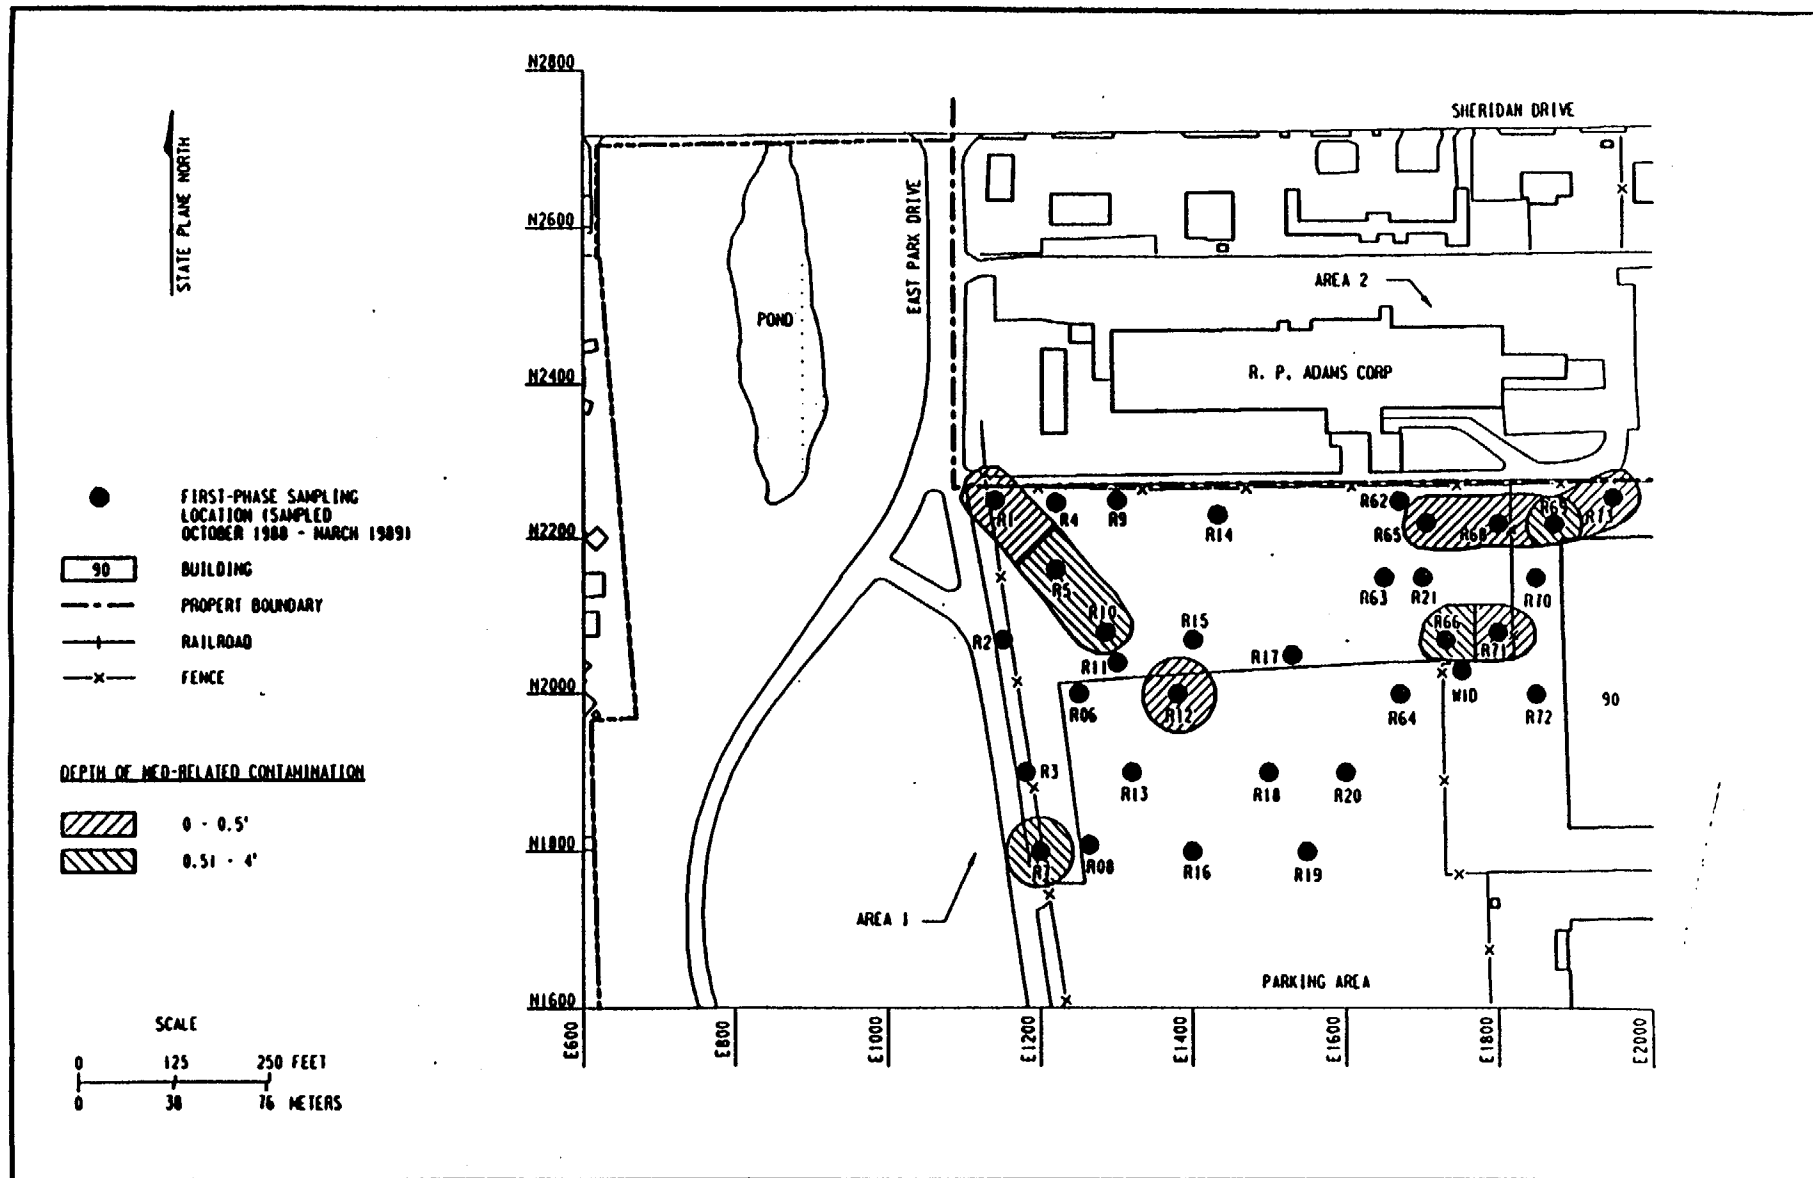 N2800
SHERIDAN DRIVE
STATE PLANE NORTH
N2600
EAST PARK DRIVE
AREA 2
POND
N2400
R. P. ADAMS CORP
FIRST-PHASE SAMPLING
LOCATION (SAMPLED
OCTOBER 1988 - MARCH 1989)
R1
R4
R9
R14
R62
R65
R68
R69
R73
N2200
90
BUILDING
R5
R63
R21
R70
PROPERT BOUNDARY
R10
R15
R66
R2
R71
RAILROAD
R11
R17
W1D
FENCE
N2000
R06
R12
R64
R72
90
DEPTH OF MED-RELATED CONTAMINATION
R3
R13
R18
R20
0 - 0.5'
N1800
0.51 - 4'
R7
R08
R16
R19
AREA 1
PARKING AREA
N1600
SCALE
E600
E800
E1000
E1200
E1400
E1600
E1800
E2000
0 125 250 FEET
0 38 76 METERS